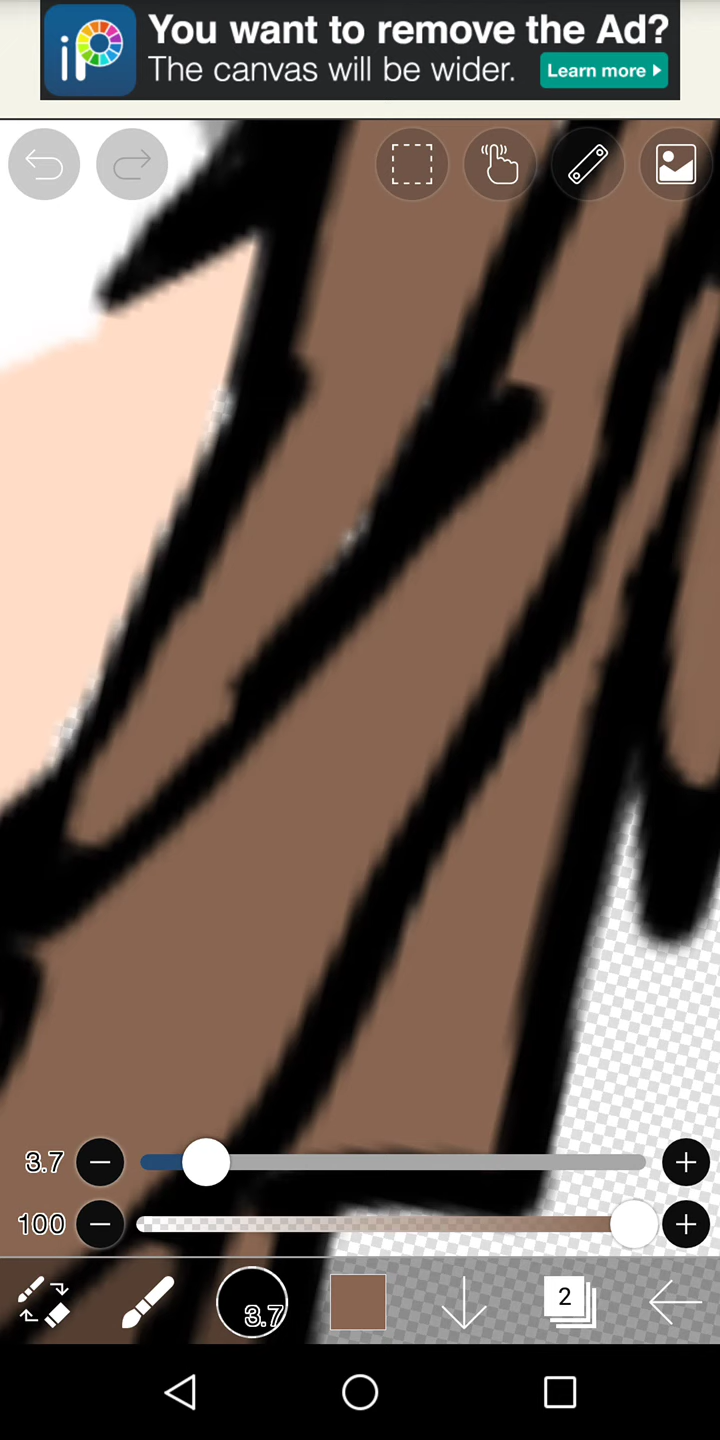 iP
You want to remove the Ad?
The canvas will be wider.
Learn more
3.7
100
3.7
2